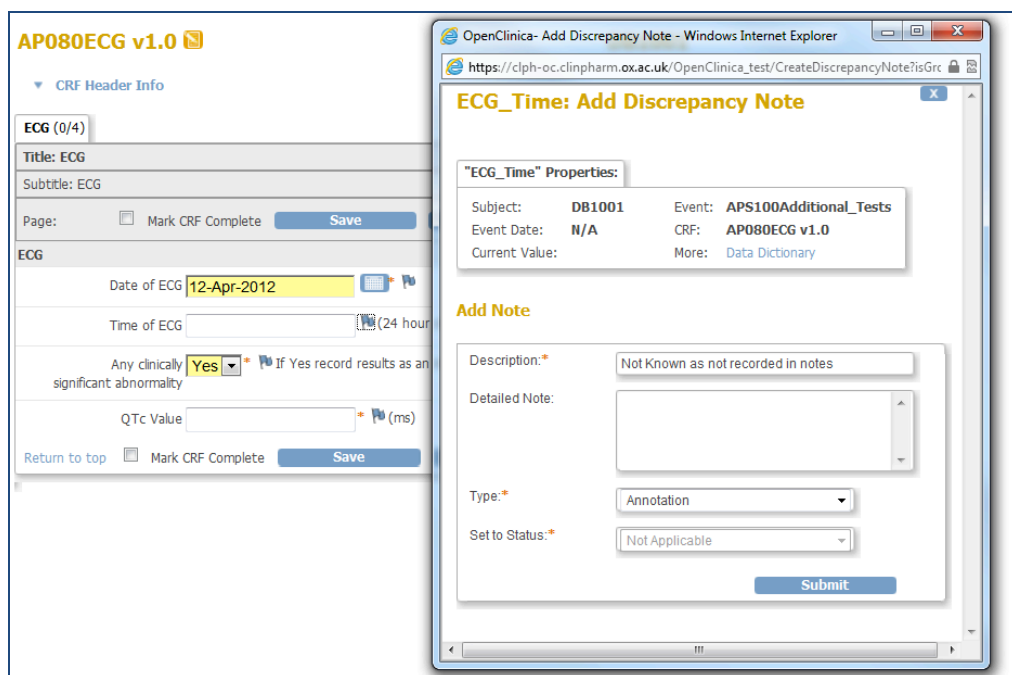 AP080ECG v1.0
CRF Header Info
ECG (0/4)
Title: ECG
Subtitle: ECG
Page: Mark CRF Complete Save
ECG
Date of ECG 12-Apr-2012 *
Time of ECG (24 hour
Any clinically significant abnormality Yes * If Yes record results as an
QTc Value * (ms)
Return to top Mark CRF Complete Save
OpenClinica- Add Discrepancy Note - Windows Internet Explorer
https://clph-oc.clinpharm.ox.ac.uk/OpenClinica_test/CreateDiscrepancyNote?isGrc
ECG_Time: Add Discrepancy Note
X
"ECG_Time" Properties:
Subject: DB1001 Event: APS100Additional_Tests
Event Date: N/A CRF: AP080ECG v1.0
Current Value: More: Data Dictionary
Add Note
Description:* Not Known as not recorded in notes
Detailed Note:
Type:* Annotation
Set to Status:* Not Applicable
Submit